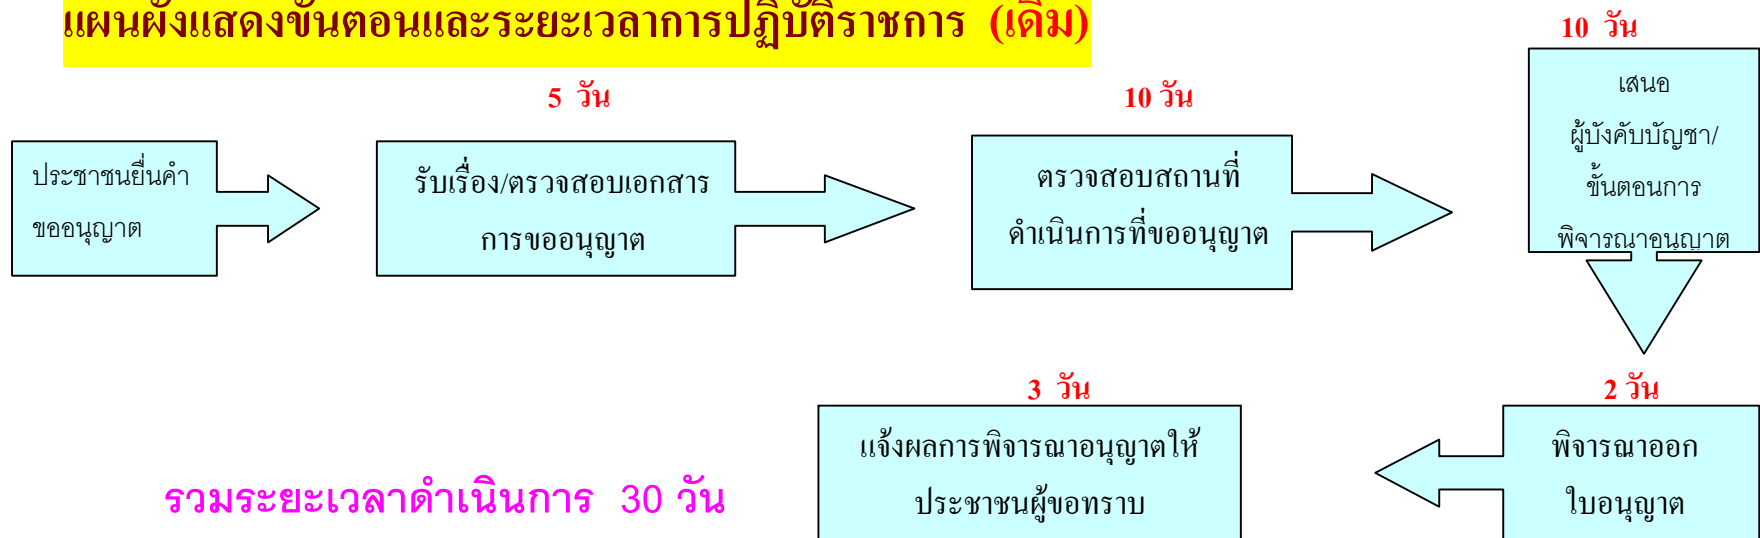 แผนผังแสดงขั้นตอนและระยะเวลาการปฏิบัติราชการ (เดิม)
ประชาชนยื่นคำ
ขออนุญาต
5 วัน
รับเรื่อง/ตรวจสอบเอกสาร
การขออนุญาต
10 วัน
ตรวจสอบสถานที่
ดำเนินการที่ขออนุญาต
10 วัน
เสนอ
ผู้บังคับบัญชา/
ขั้นตอนการ
พิจารณาอนุญาต
2 วัน
พิจารณาออก
ใบอนุญาต
3 วัน
แจ้งผลการพิจารณาอนุญาตให้
ประชาชนผู้ขอทราบ
รวมระยะเวลาดำเนินการ 30 วัน